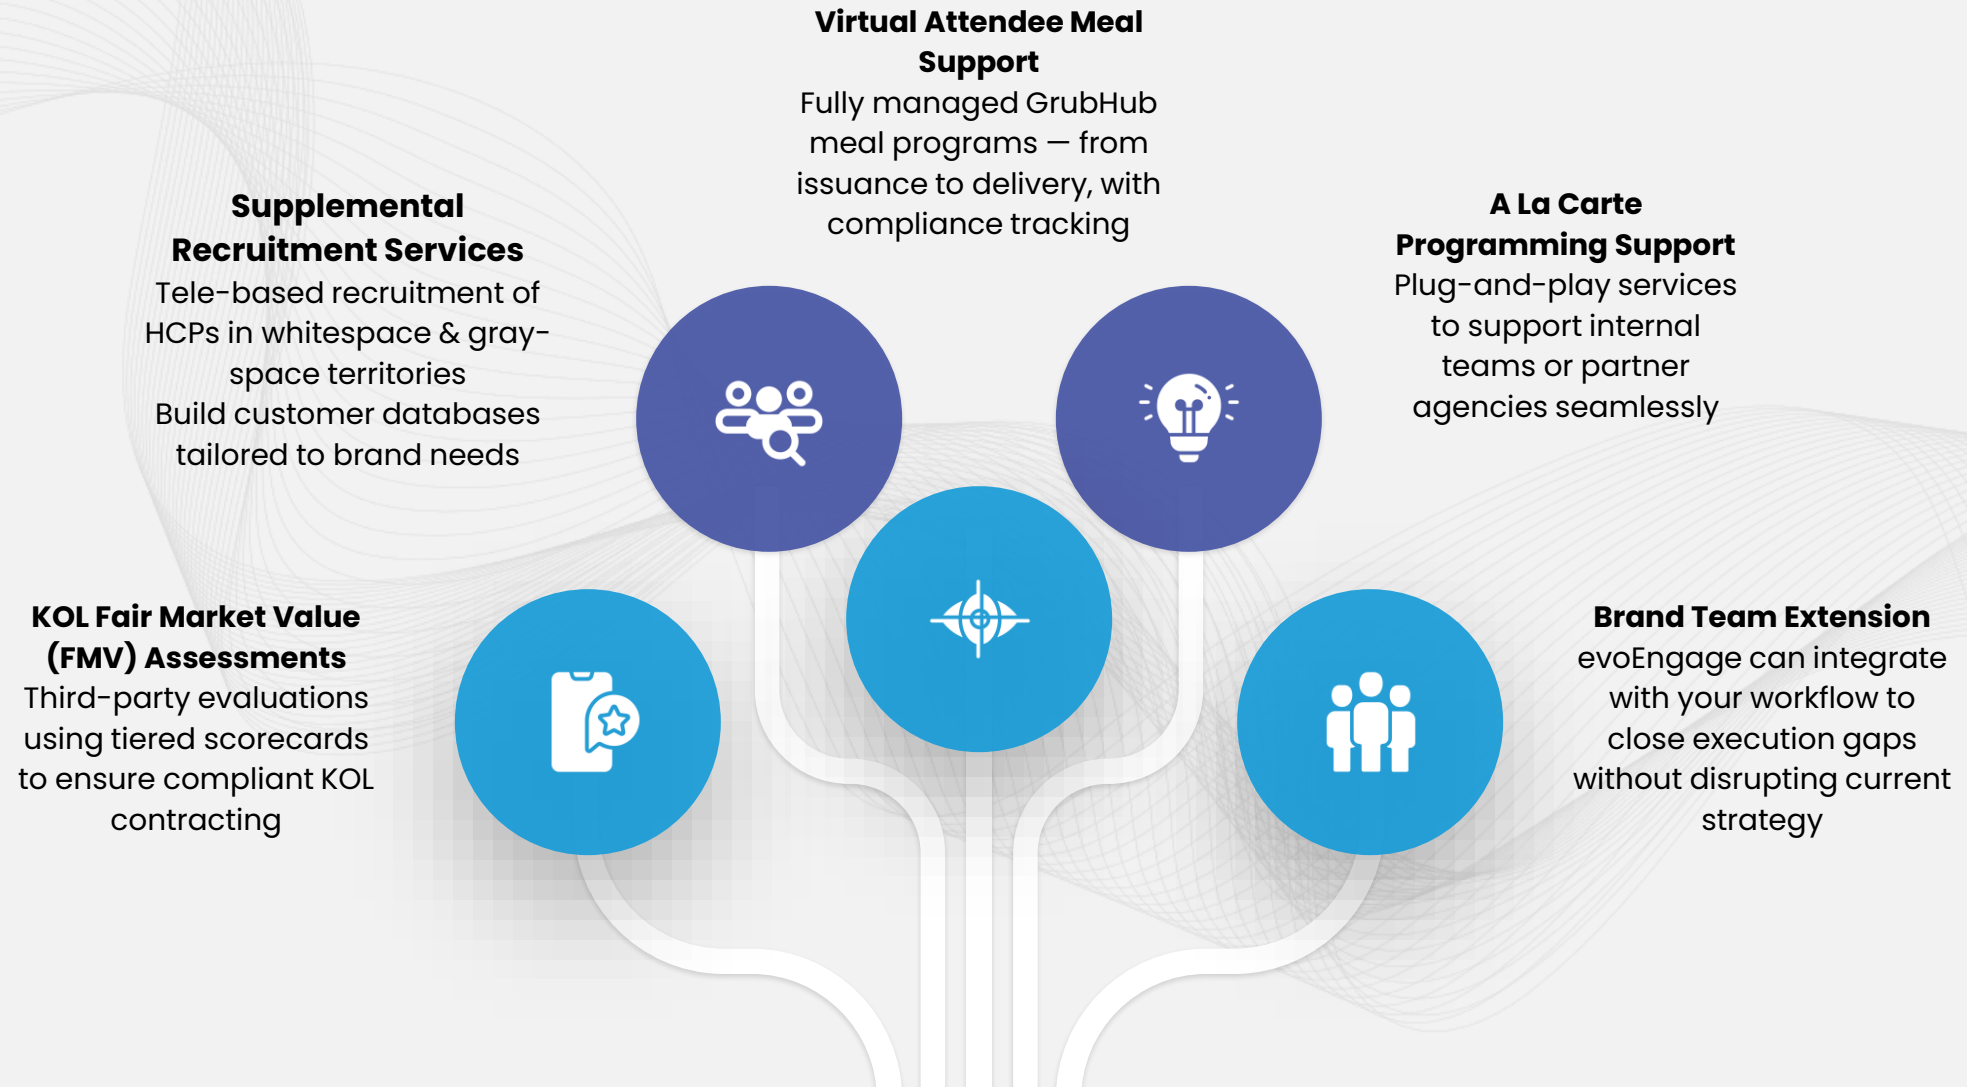 Virtual Attendee Meal
Support
Fully managed GrubHub
meal programs — from
issuance to delivery, with
compliance tracking
Supplemental
Recruitment Services
Tele-based recruitment of
HCPs in whitespace & gray-
space territories
Build customer databases
tailored to brand needs
A La Carte
Programming Support
Plug-and-play services
to support internal
teams or partner
agencies seamlessly
KOL Fair Market Value
(FMV) Assessments
Third-party evaluations
using tiered scorecards
to ensure compliant KOL
contracting
Brand Team Extension
evoEngage can integrate
with your workflow to
close execution gaps
without disrupting current
strategy